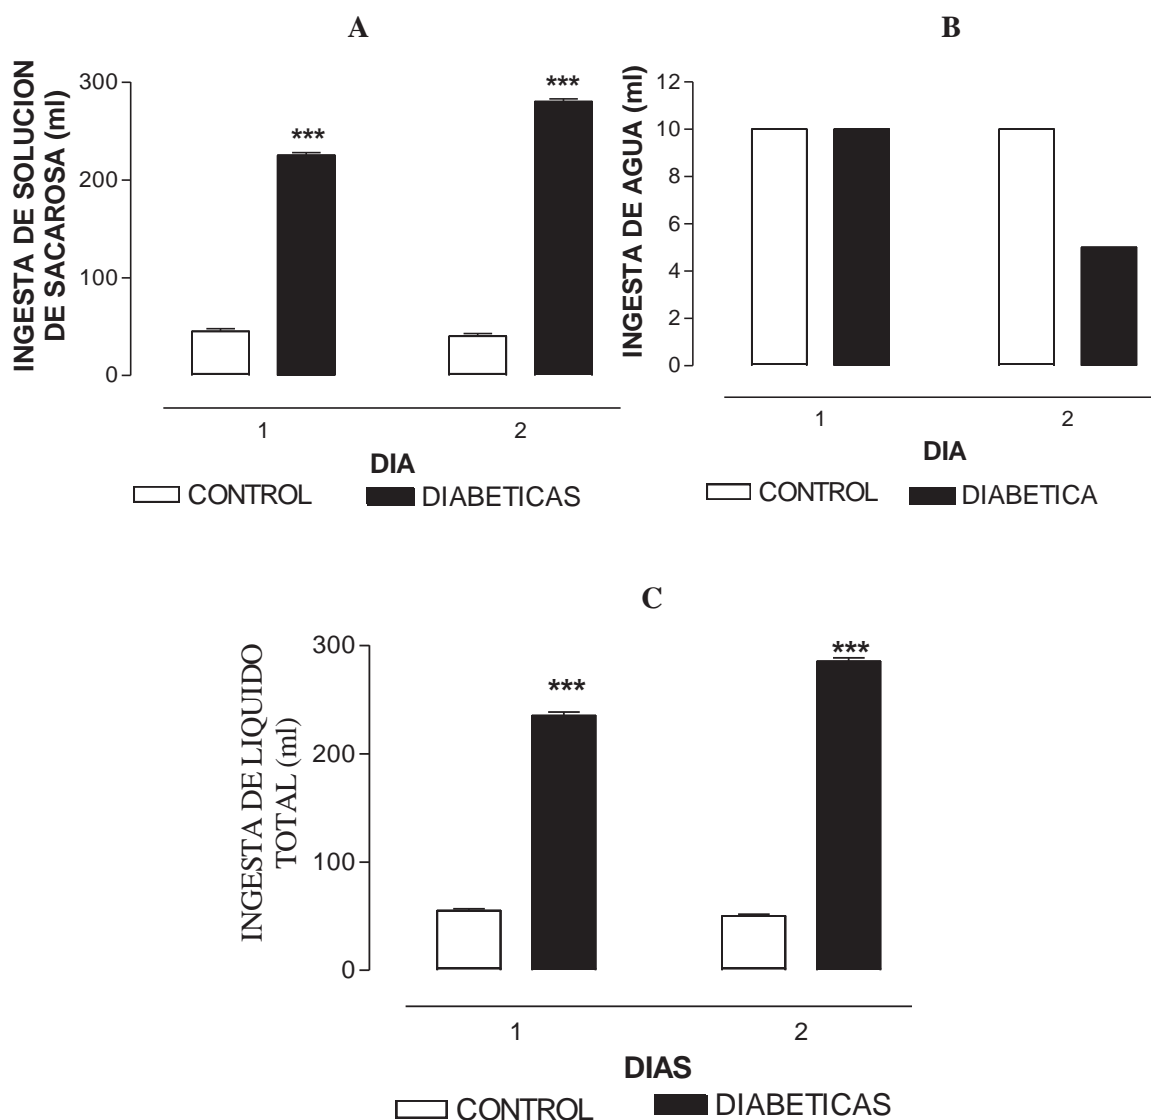 A
INGESTA DE SOLUCION
DE SACAROSA (ml)
300
200
100
0
***
***
1
2
DIA
CONTROL
DIABETICAS
B
INGESTA DE AGUA (ml)
12
10
8
6
4
2
0
1
2
DIA
CONTROL
DIABETICA
C
INGESTA DE LIQUIDO
TOTAL (ml)
300
200
100
0
***
***
1
2
DIAS
CONTROL
DIABETICAS